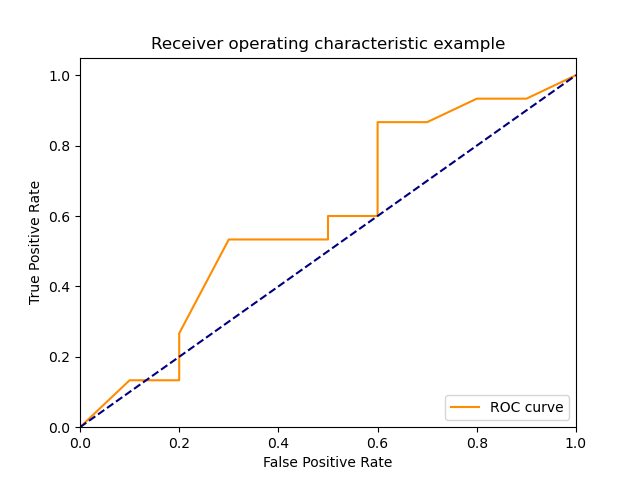 Receiver operating characteristic example
True Positive Rate
1.0
0.8
0.6
0.4
0.2
0.0
ROC curve
0.0 0.2 0.4 0.6 0.8 1.0
False Positive Rate